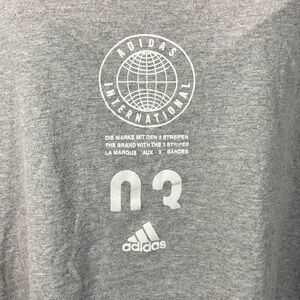 ADIDAS
INTERNATIONAL
DIE MARKE MIT DEN 3 STREIFEN
THE BRAND WITH THE 3 STRIPES
LA MARQUE AUX 3 BANDES
03
adidas